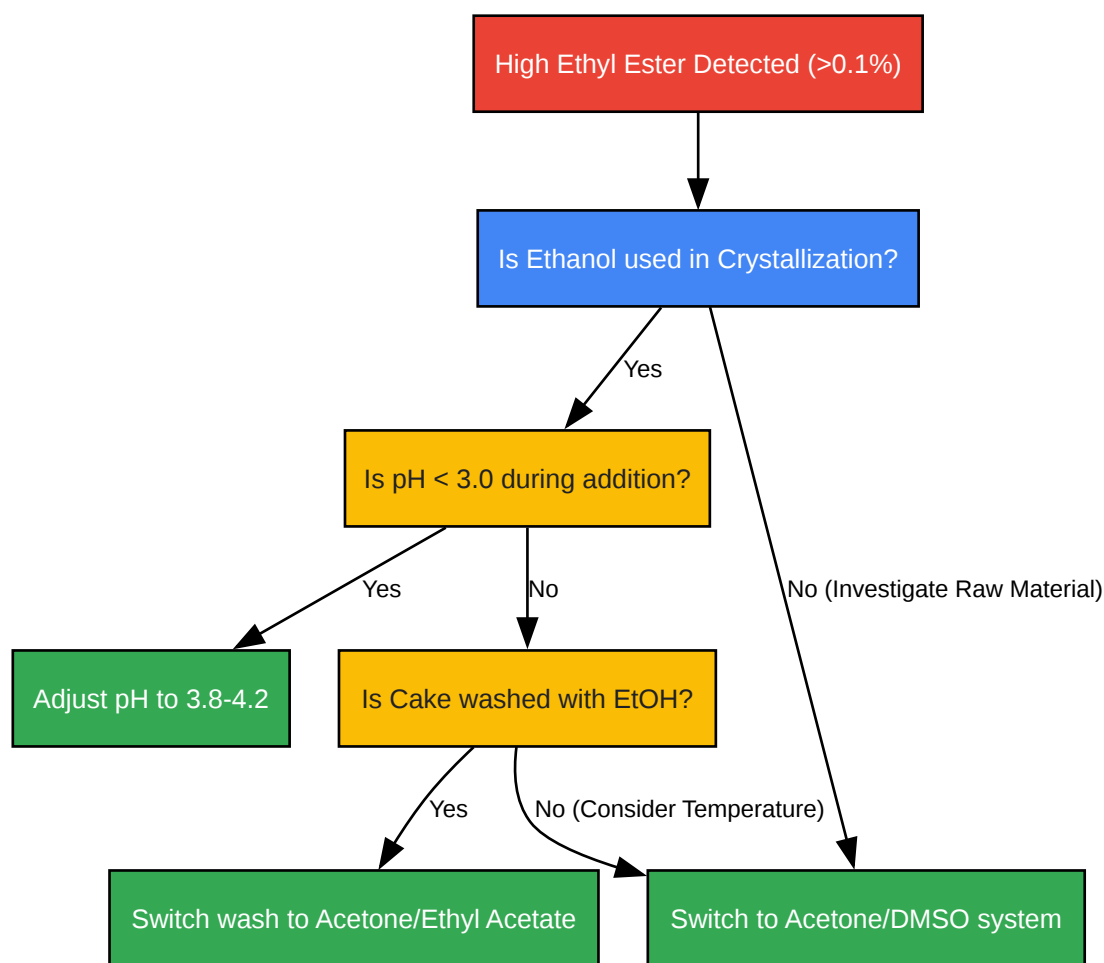 High Ethyl Ester Detected (>0.1%)
Is Ethanol used in Crystallization?
Yes
Is pH < 3.0 during addition?
No (Investigate Raw Material)
Yes
No
Adjust pH to 3.8-4.2
Is Cake washed with EtOH?
Yes
No (Consider Temperature)
Switch wash to Acetone/Ethyl Acetate
Switch to Acetone/DMSO system